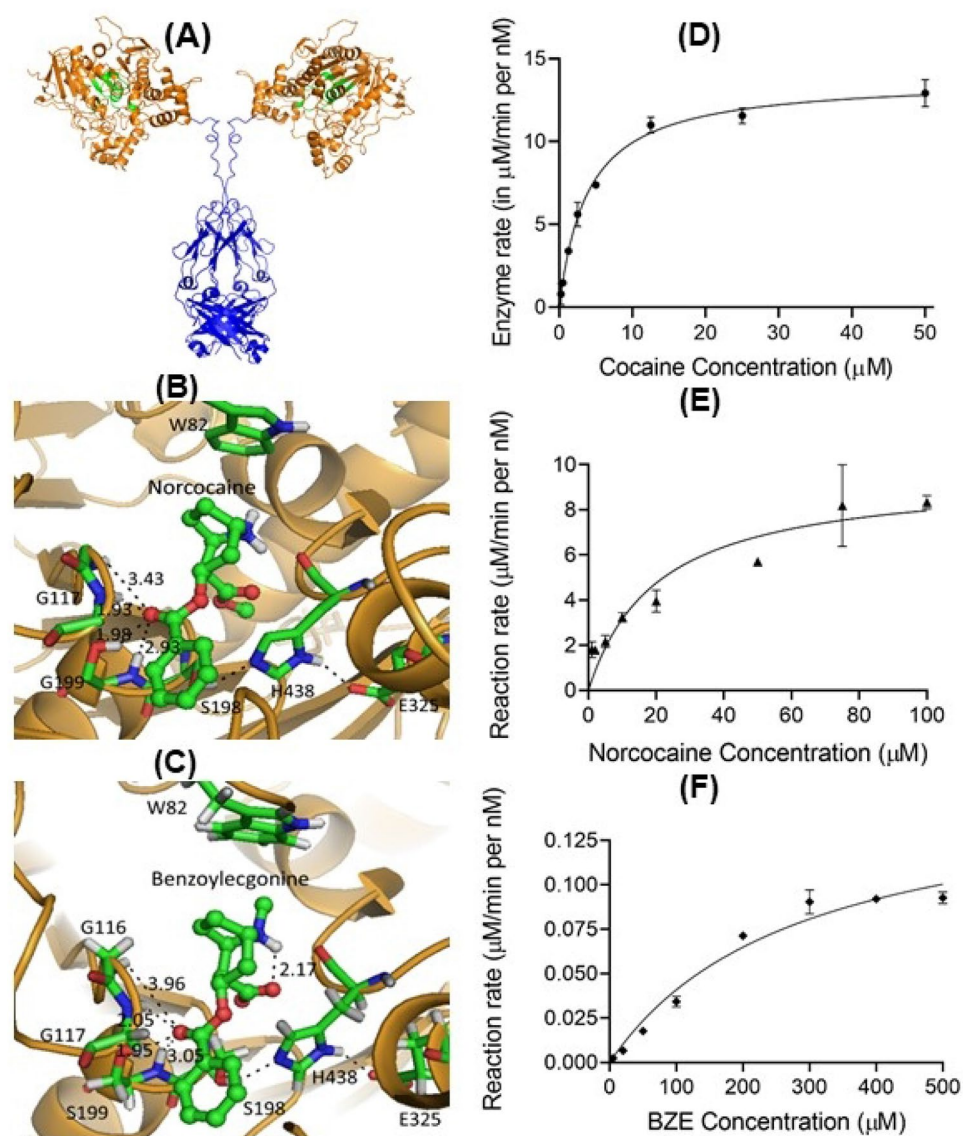 (A)
(B)
W82
Norcocaine
3.43
G117
1.93
1.98
2.93
G199
S198
H438
E325
(C)
W82
Benzoylecgonine
G116
2.17
3.96
2.05
G117
1.95
3.05
S199
S198
H438
E325
(D)
Enzyme rate (in μM/min per nM)
15
10
5
0
0 10 20 30 40 50
Cocaine Concentration (μM)
(E)
Reaction rate (μM/min per nM)
10
8
6
4
2
0
0 20 40 60 80 100
Norcocaine Concentration (μM)
(F)
Reaction rate (μM/min per nM)
0.125
0.100
0.075
0.050
0.025
0.000
0 100 200 300 400 500
BZE Concentration (μM)